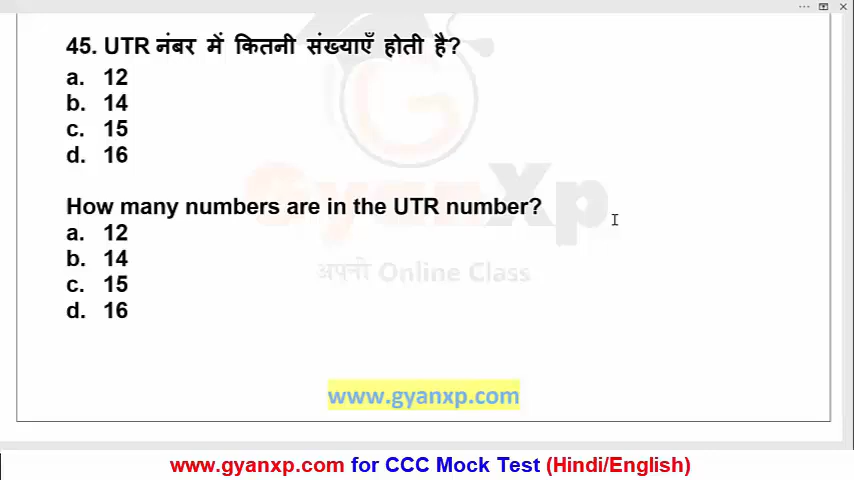 45. UTR नंबर में कितनी संख्याएँ होती है?
a. 12
b. 14
c. 15
d. 16
How many numbers are in the UTR number?
a. 12
b. 14
c. 15
d. 16
GyanXp
अपनी Online Class
www.gyanxp.com
www.gyanxp.com for CCC Mock Test (Hindi/English)